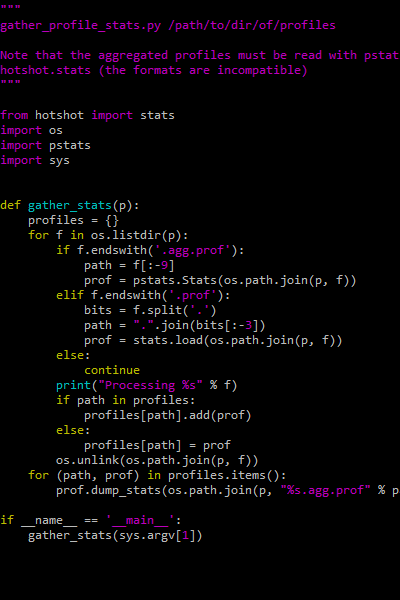 """
gather_profile_stats.py /path/to/dir/of/profiles

Note that the aggregated profiles must be read with pstat
hotshot.stats (the formats are incompatible)
"""

from hotshot import stats
import os
import pstats
import sys


def gather_stats(p):
    profiles = {}
    for f in os.listdir(p):
        if f.endswith('.agg.prof'):
            path = f[:-9]
            prof = pstats.Stats(os.path.join(p, f))
        elif f.endswith('.prof'):
            bits = f.split('.')
            path = ".".join(bits[:-3])
            prof = stats.load(os.path.join(p, f))
        else:
            continue
        print("Processing %s" % f)
        if path in profiles:
            profiles[path].add(prof)
        else:
            profiles[path] = prof
        os.unlink(os.path.join(p, f))
    for (path, prof) in profiles.items():
        prof.dump_stats(os.path.join(p, "%s.agg.prof" % p

if __name__ == '__main__':
    gather_stats(sys.argv[1])